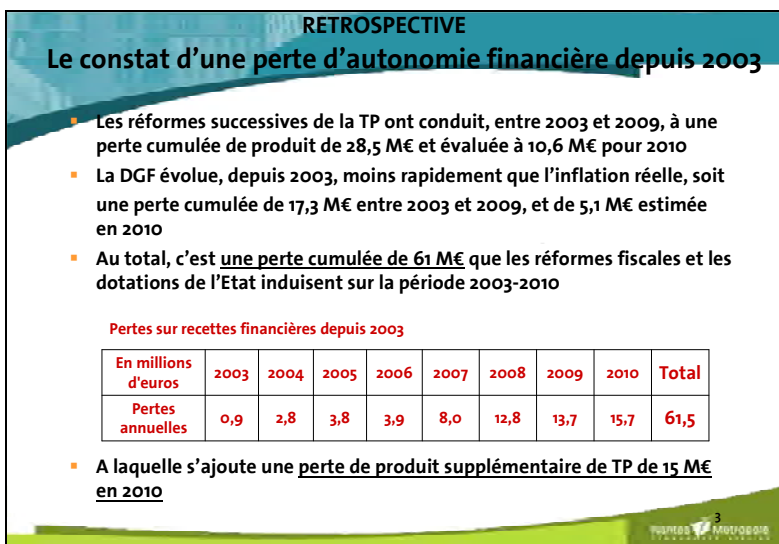 RETROSPECTIVE
Le constat d'une perte d'autonomie financière depuis 2003
Les réformes successives de la TP ont conduit, entre 2003 et 2009, à une
perte cumulée de produit de 28,5 M€ et évaluée à 10,6 M€ pour 2010
La DGF évolue, depuis 2003, moins rapidement que l'inflation réelle, soit
une perte cumulée de 17,3 M€ entre 2003 et 2009, et de 5,1 M€ estimée
en 2010
Au total, c'est une perte cumulée de 61 M€ que les réformes fiscales et les
dotations de l'Etat induisent sur la période 2003-2010
Pertes sur recettes financières depuis 2003
En millions d'euros 2003 2004 2005 2006 2007 2008 2009 2010 Total
Pertes annuelles 0,9 2,8 3,8 3,9 8,0 12,8 13,7 15,7 61,5
A laquelle s'ajoute une perte de produit supplémentaire de TP de 15 M€
en 2010
3
nantes Métropole